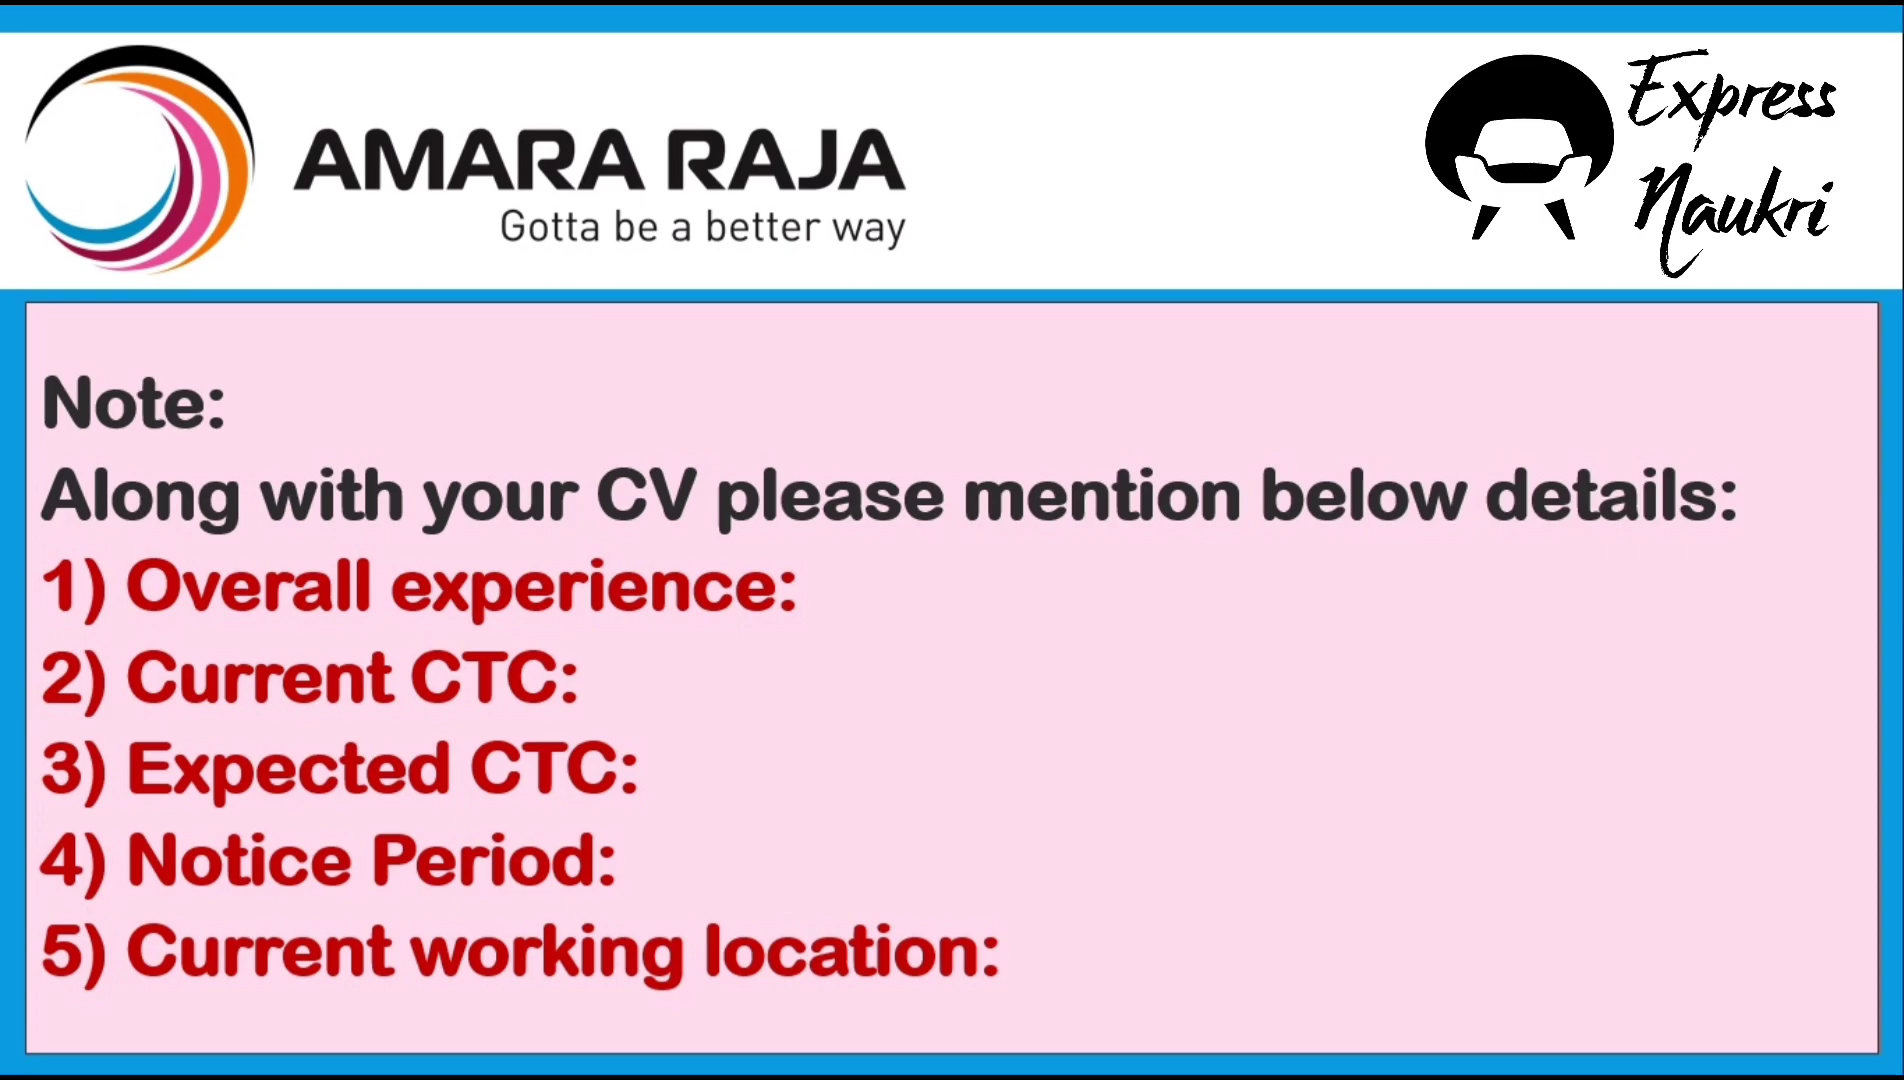 AMARA RAJA
Gotta be a better way
Express
Naukri
Note:
Along with your CV please mention below details:
1) Overall experience:
2) Current CTC:
3) Expected CTC:
4) Notice Period:
5) Current working location: